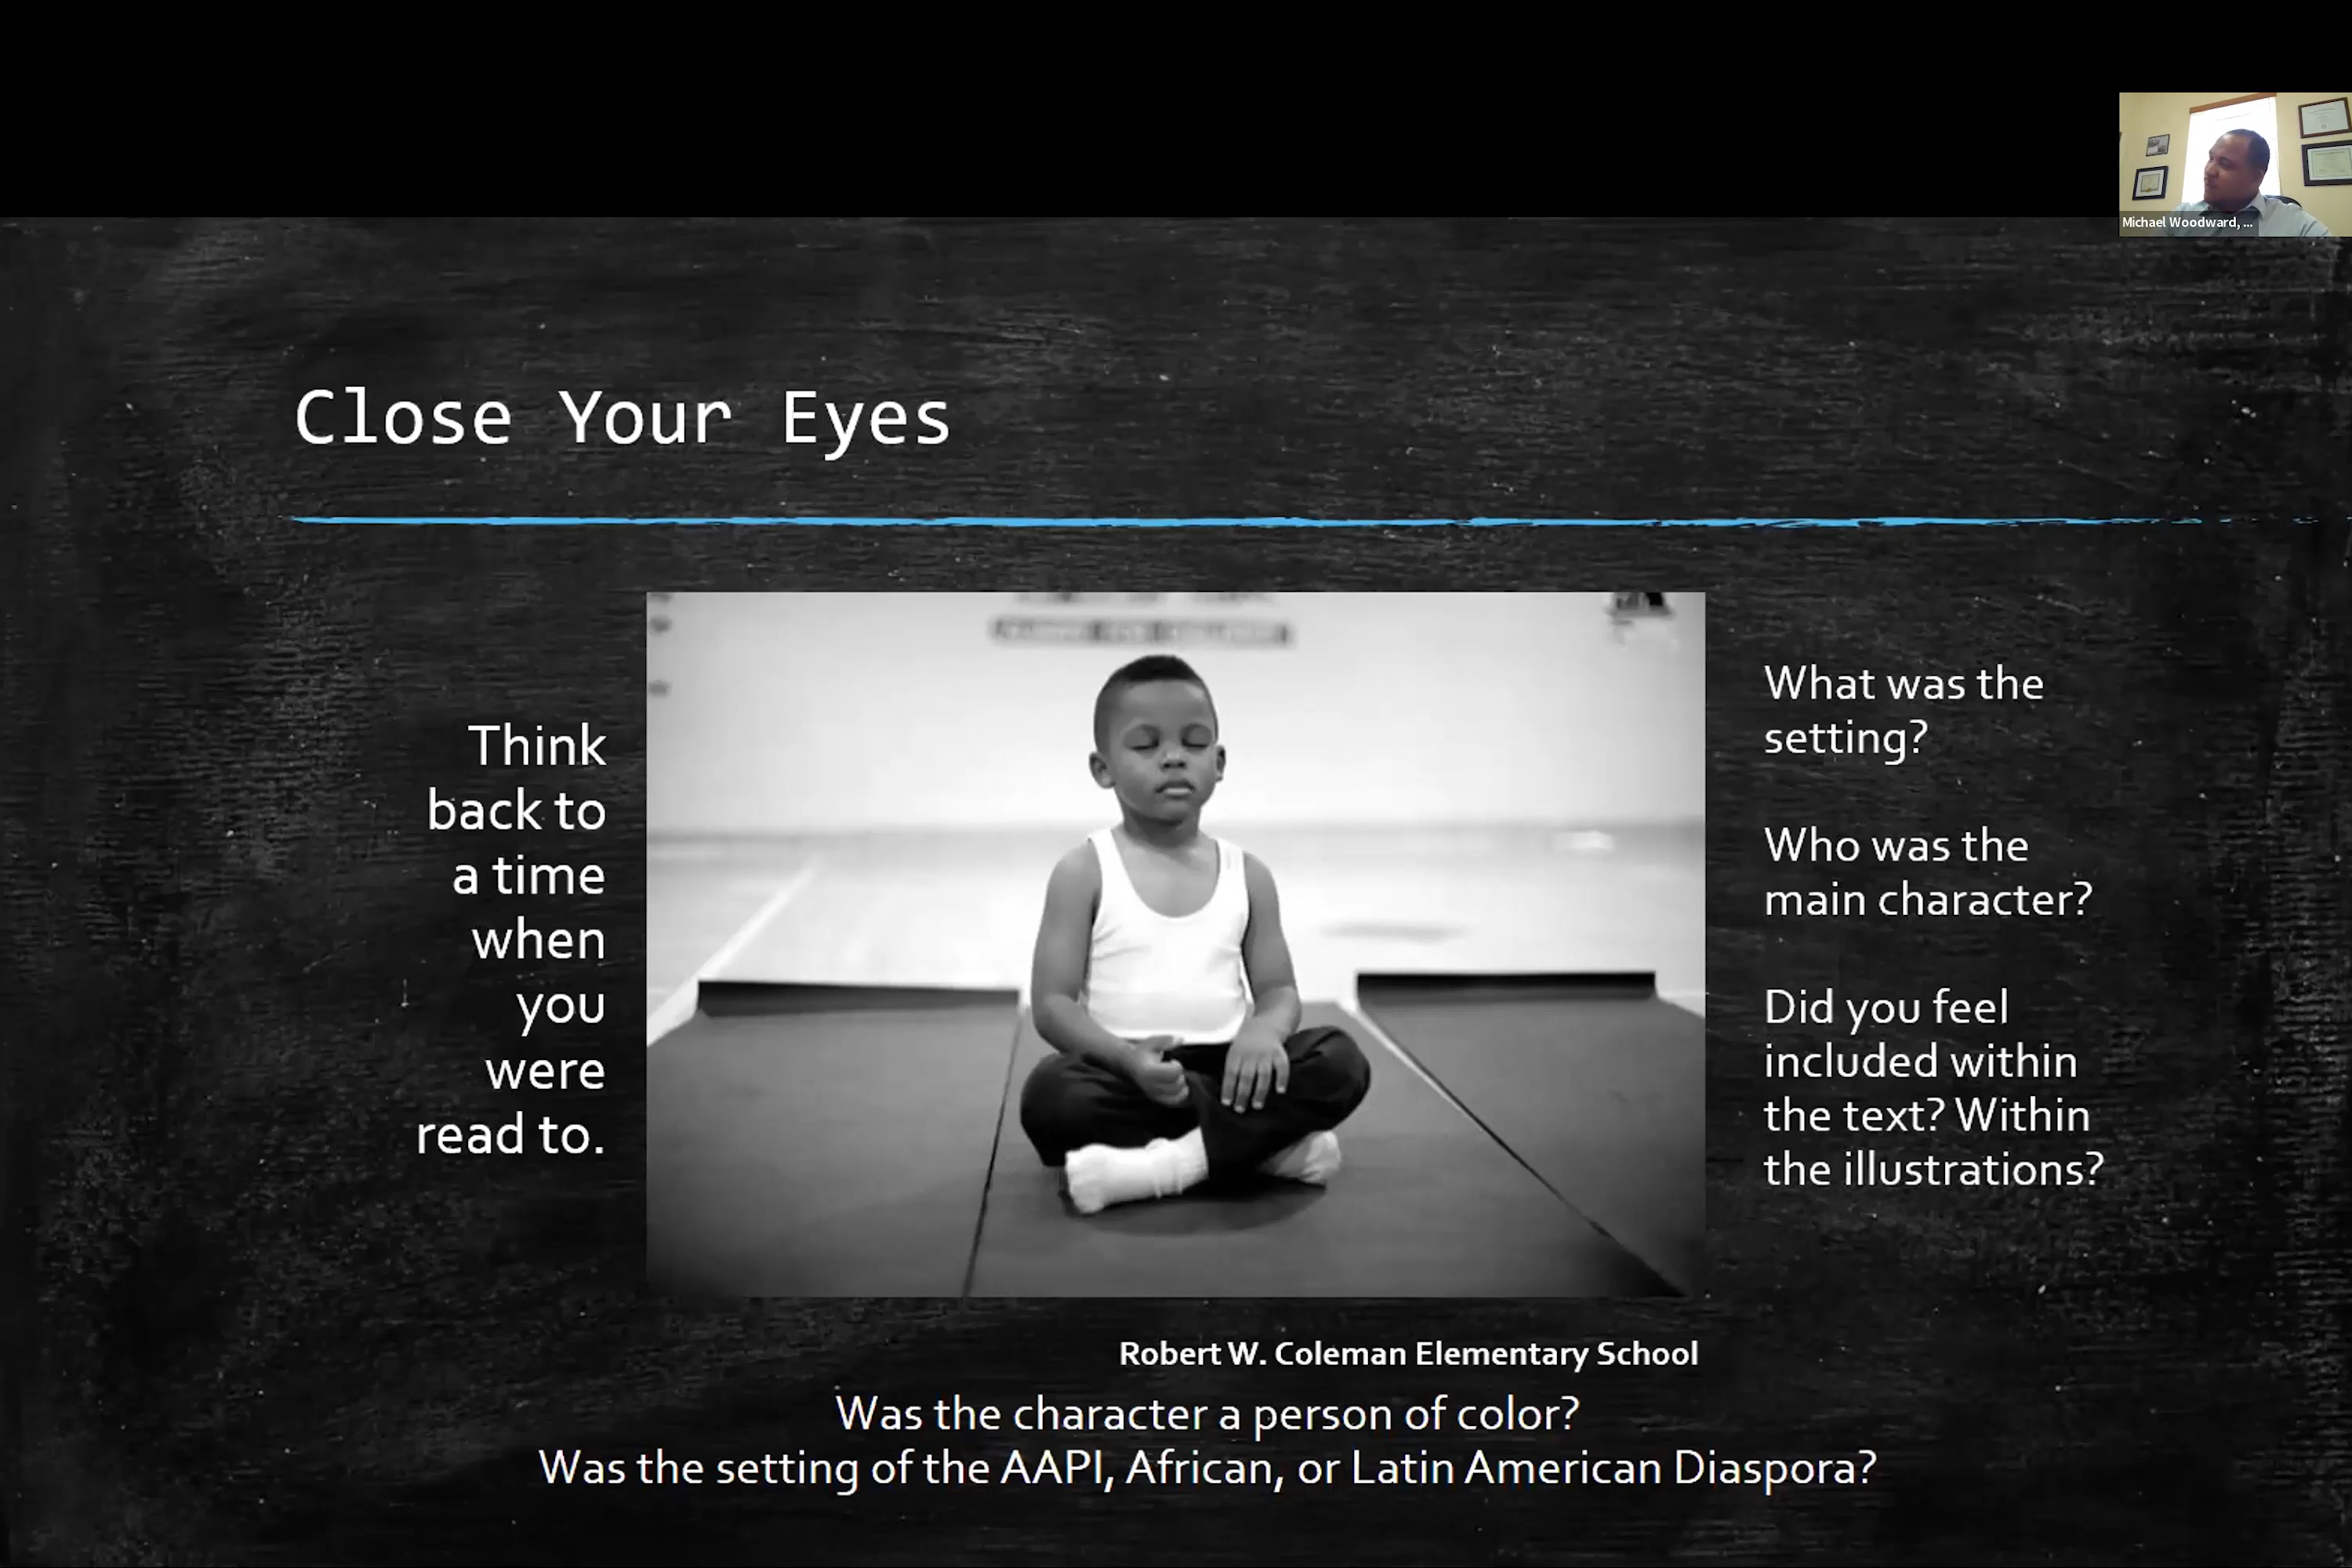 Michael Woodward, ...
Close Your Eyes
Think
back to
a time
when
you
were
read to.
What was the
setting?
Who was the
main character?
Did you feel
included within
the text? Within
the illustrations?
Robert W. Coleman Elementary School
Was the character a person of color?
Was the setting of the AAPI, African, or Latin American Diaspora?